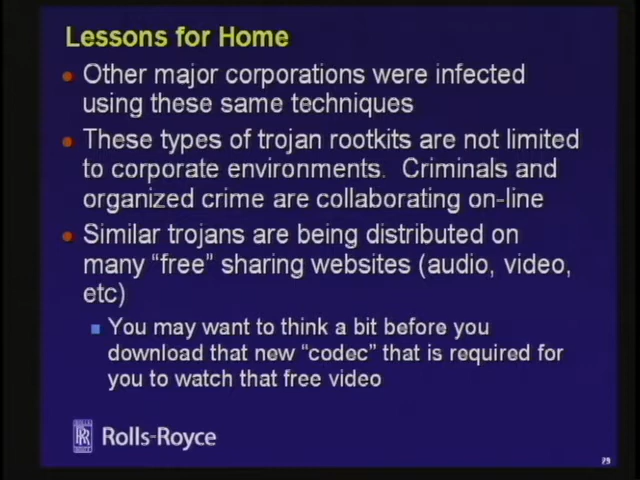 Lessons for Home
Other major corporations were infected
using these same techniques
These types of trojan rootkits are not limited
to corporate environments. Criminals and
organized crime are collaborating on-line
Similar trojans are being distributed on
many “free” sharing websites (audio, video,
etc)
You may want to think a bit before you
download that new “codec” that is required for
you to watch that free video
RR
Rolls-Royce
29